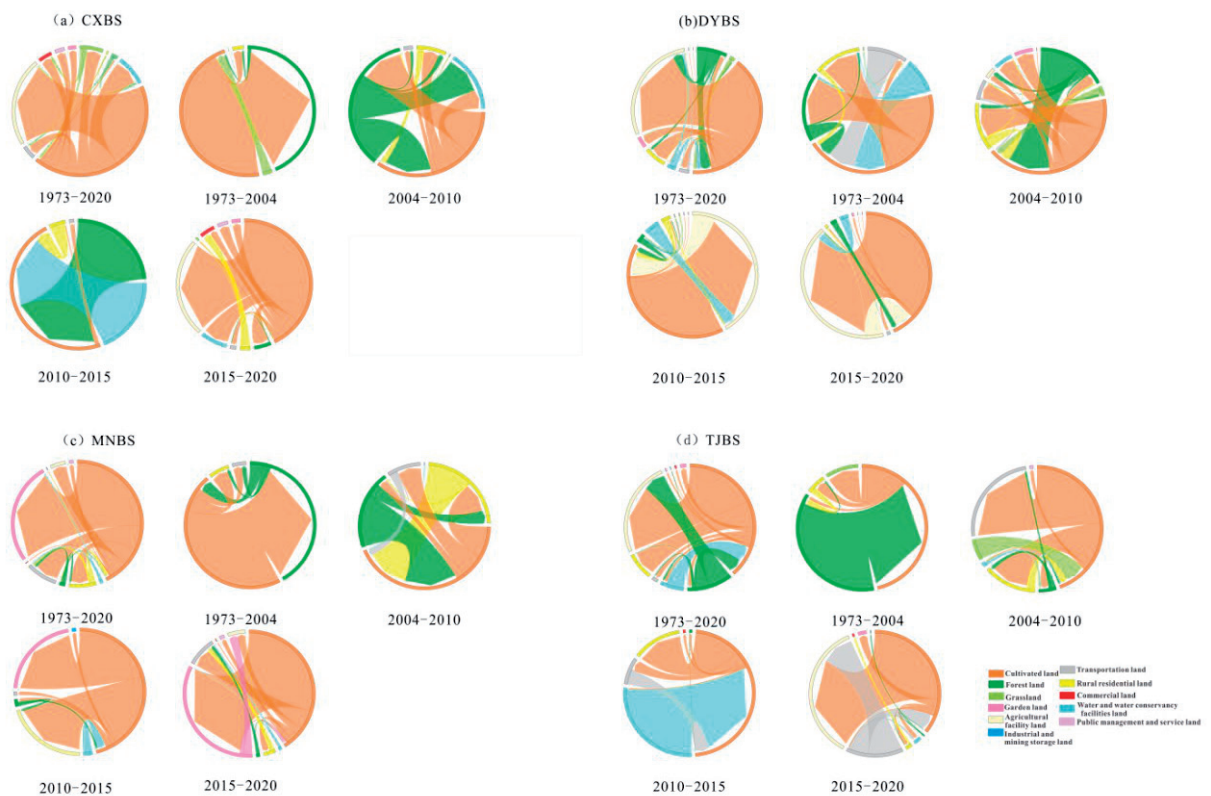 (a) CXBS
(b)DYBS
1973-2020
1973-2004
2004-2010
1973-2020
1973-2004
2004-2010
2010-2015
2015-2020
2010-2015
2015-2020
(c) MNBS
(d) TJBS
1973-2020
1973-2004
2004-2010
1973-2020
1973-2004
2004-2010
2010-2015
2015-2020
2010-2015
2015-2020
Cultivated land
Forest land
Grassland
Garden land
Agricultural
facility land
Industrial and
mining storage land
Transportation land
Rural residential land
Commercial land
Water and water conservancy
facilities land
Public management and service land